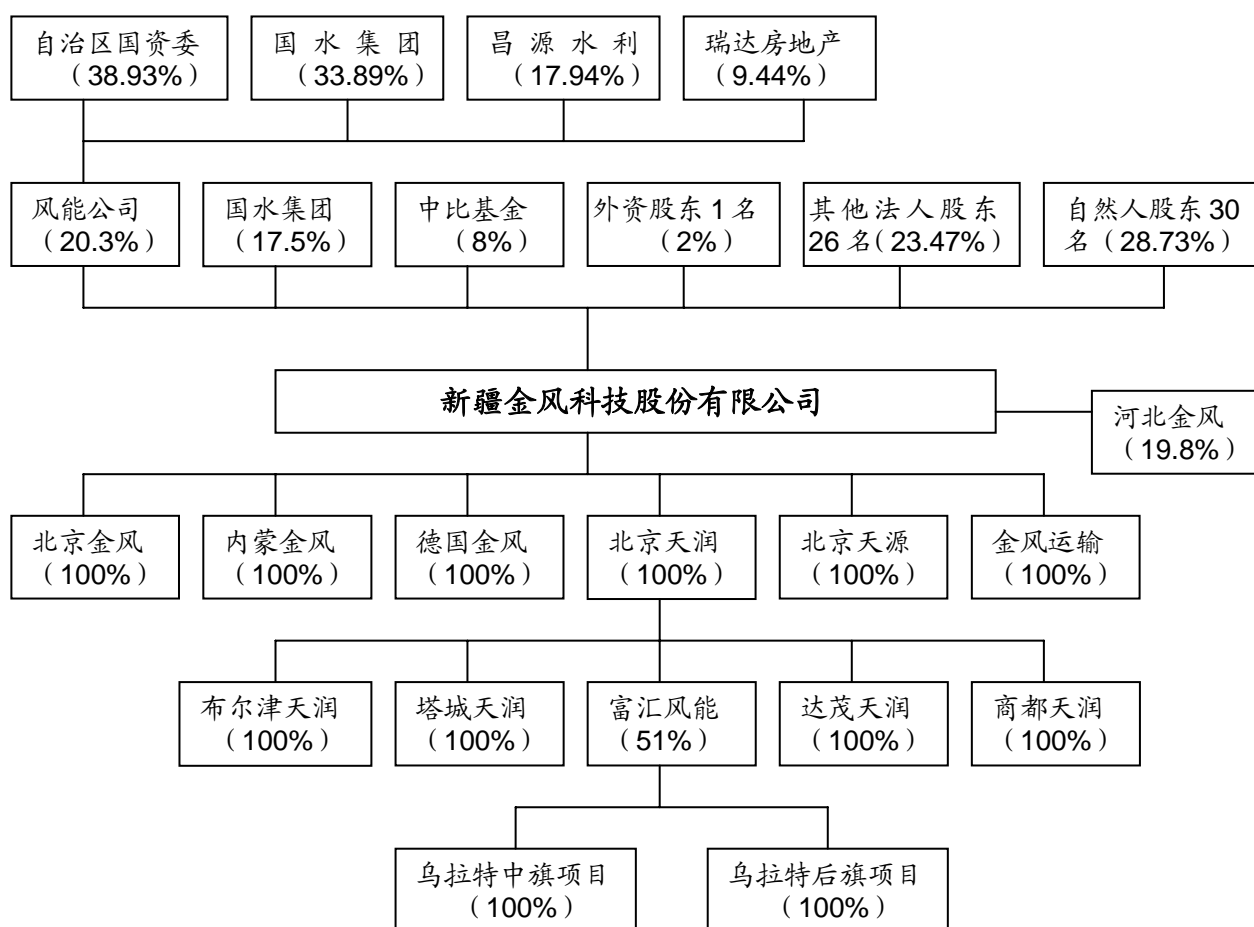 自治区国资委
（38.93%）
国水集团
（33.89%）
昌源水利
（17.94%）
瑞达房地产
（9.44%）
风能公司
（20.3%）
国水集团
（17.5%）
中比基金
（8%）
外资股东 1 名
（2%）
其他法人股东
26 名（23.47%）
自然人股东 30
名（28.73%）
新疆金风科技股份有限公司
河北金风
（19.8%）
北京金风
（100%）
内蒙金风
（100%）
德国金风
（100%）
北京天润
（100%）
北京天源
（100%）
金风运输
（100%）
布尔津天润
（100%）
塔城天润
（100%）
富汇风能
（51%）
达茂天润
（100%）
商都天润
（100%）
乌拉特中旗项目
（100%）
乌拉特后旗项目
（100%）